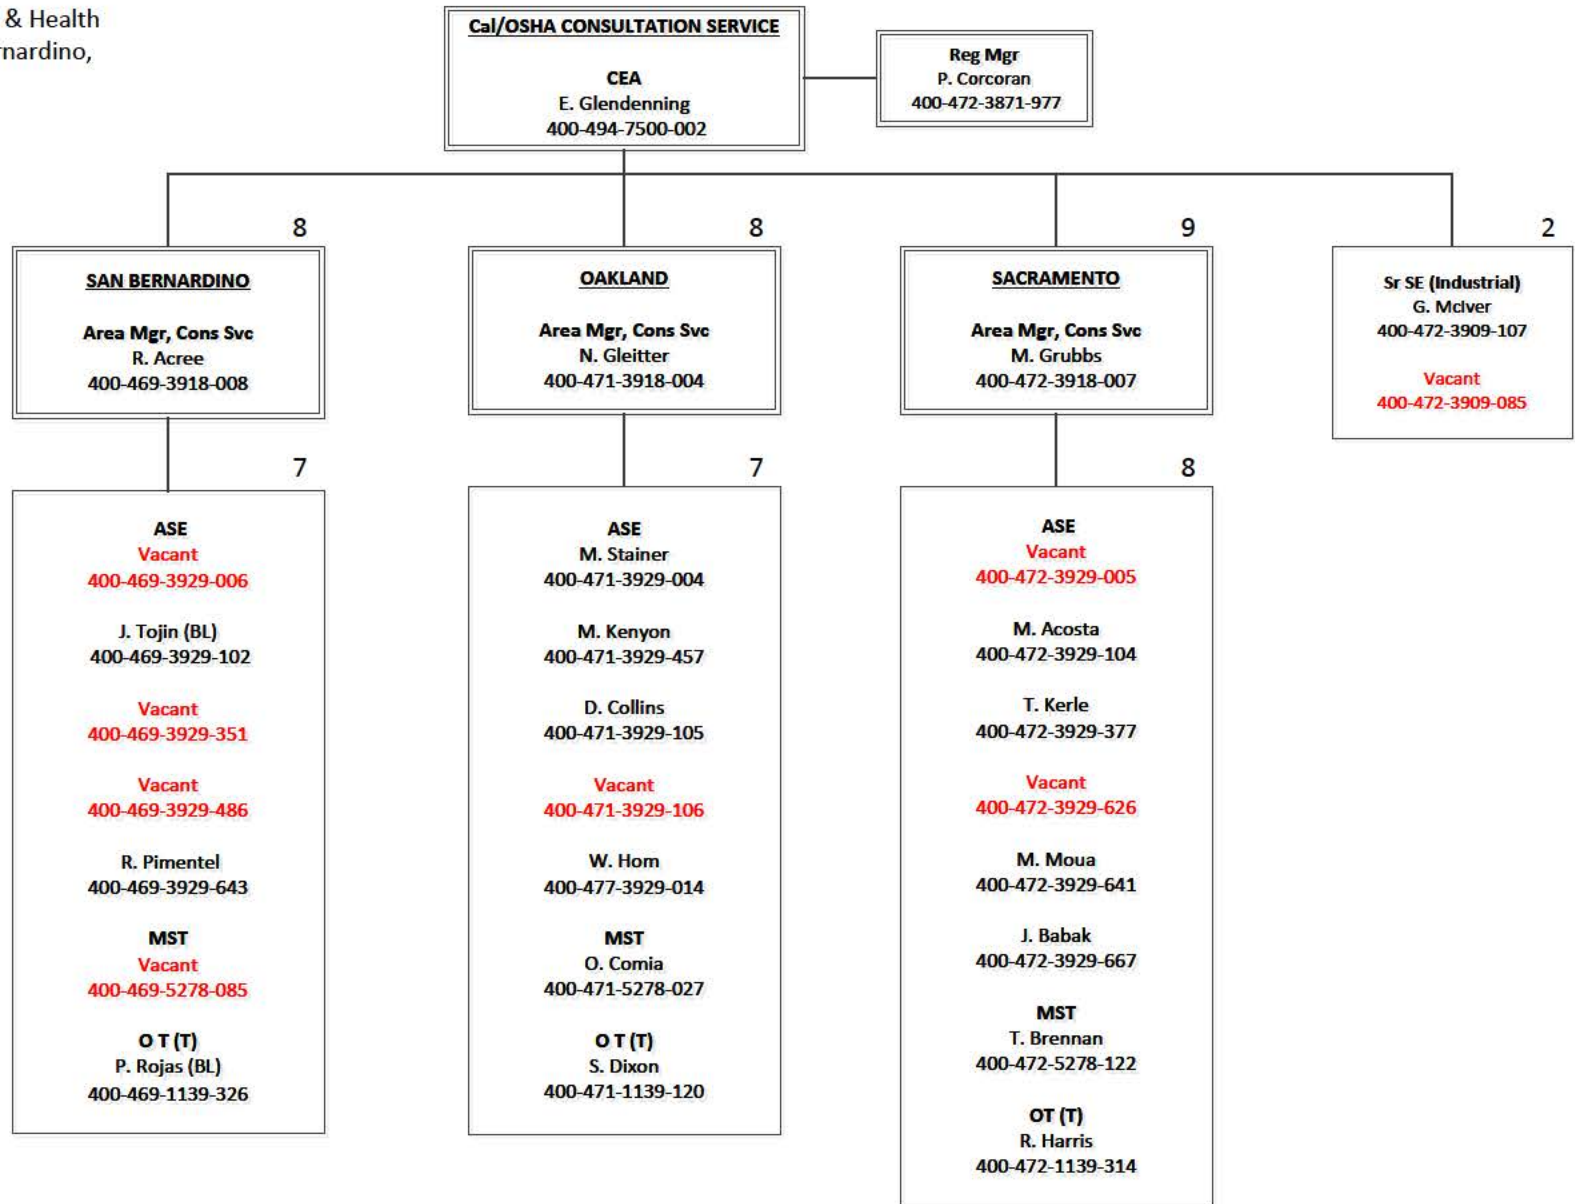 & Health
rnardino,
Cal/OSHA CONSULTATION SERVICE
CEA
E. Glendenning
400-494-7500-002
Reg Mgr
P. Corcoran
400-472-3871-977
8
SAN BERNARDINO
Area Mgr, Cons Svc
R. Acree
400-469-3918-008
7
ASE
Vacant
400-469-3929-006
J. Tojin (BL)
400-469-3929-102
Vacant
400-469-3929-351
Vacant
400-469-3929-486
R. Pimentel
400-469-3929-643
MST
Vacant
400-469-5278-085
O T (T)
P. Rojas (BL)
400-469-1139-326
8
OAKLAND
Area Mgr, Cons Svc
N. Gleitter
400-471-3918-004
7
ASE
M. Stainer
400-471-3929-004
M. Kenyon
400-471-3929-457
D. Collins
400-471-3929-105
Vacant
400-471-3929-106
W. Hom
400-477-3929-014
MST
O. Comia
400-471-5278-027
O T (T)
S. Dixon
400-471-1139-120
9
SACRAMENTO
Area Mgr, Cons Svc
M. Grubbs
400-472-3918-007
8
ASE
Vacant
400-472-3929-005
M. Acosta
400-472-3929-104
T. Kerle
400-472-3929-377
Vacant
400-472-3929-626
M. Moua
400-472-3929-641
J. Babak
400-472-3929-667
MST
T. Brennan
400-472-5278-122
OT (T)
R. Harris
400-472-1139-314
2
Sr SE (Industrial)
G. McIver
400-472-3909-107
Vacant
400-472-3909-085